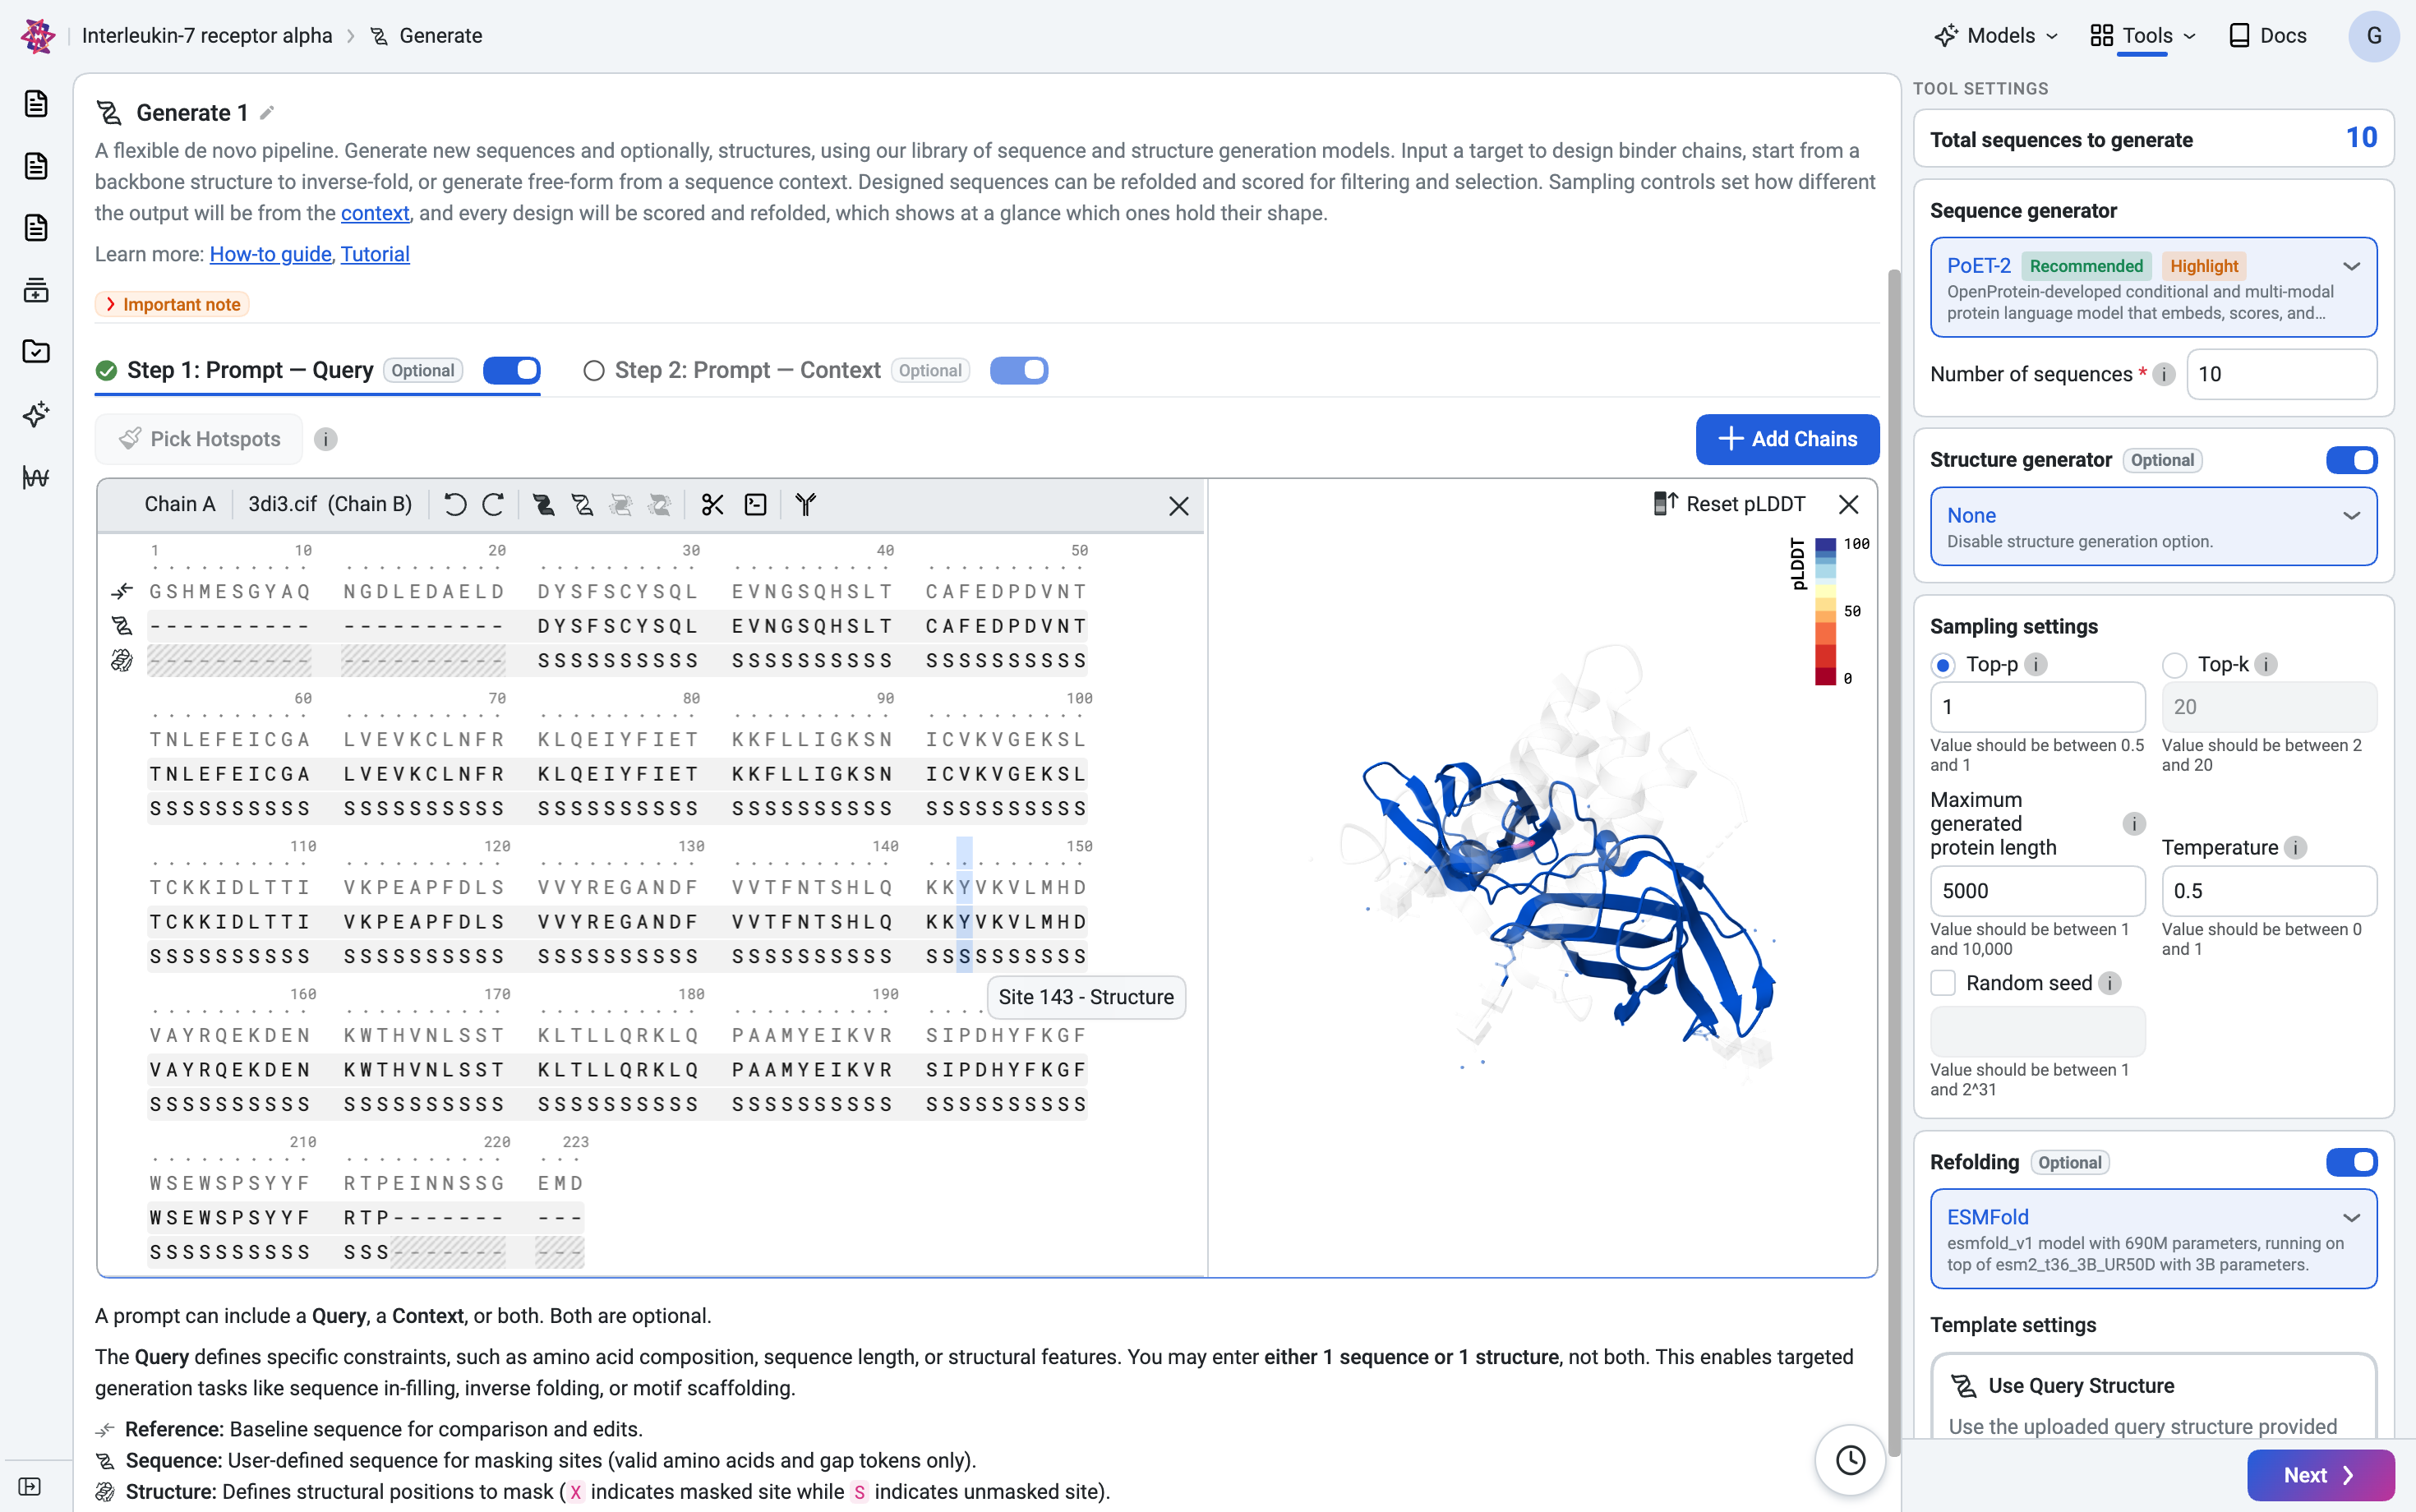 Interleukin-7 receptor alpha > Generate
Models
Tools
Docs
G
Generate 1
A flexible de novo pipeline. Generate new sequences and optionally, structures, using our library of sequence and structure generation models. Input a target to design binder chains, start from a
backbone structure to inverse-fold, or generate free-form from a sequence context. Designed sequences can be refolded and scored for filtering and selection. Sampling controls set how different
the output will be from the context, and every design will be scored and refolded, which shows at a glance which ones hold their shape.
Learn more: How-to guide, Tutorial
Important note
Step 1: Prompt — Query Optional
Step 2: Prompt — Context Optional
Pick Hotspots i
Add Chains
Chain A
3di3.cif (Chain B)
1 10 20 30 40 50
GSHMESGYAQ NGDLEDAELD DYSFSCYSQL EVNGSQHSLT CAFEDPDVNT
---------- ---------- DYSFSCYSQL EVNGSQHSLT CAFEDPDVNT
---------- ---------- SSSSSSSSSS SSSSSSSSSS SSSSSSSSSS
60 70 80 90 100
TNLEFEICGA LVEVKCLNFR KLQEIYFIET KKFLLIGKSN ICVKVGEKSL
TNLEFEICGA LVEVKCLNFR KLQEIYFIET KKFLLIGKSN ICVKVGEKSL
SSSSSSSSSS SSSSSSSSSS SSSSSSSSSS SSSSSSSSSS SSSSSSSSSS
110 120 130 140 150
TCKKIDLTTI VKPEAPFDLS VVYREGANDF VVTFNTSHLQ KKYVKVLMHD
TCKKIDLTTI VKPEAPFDLS VVYREGANDF VVTFNTSHLQ KKYVKVLMHD
SSSSSSSSSS SSSSSSSSSS SSSSSSSSSS SSSSSSSSSS SSSSSSSSSS
160 170 180 190
Site 143 - Structure
VAYRQEKDEN KWTHVNLSST KLTLLQRKLQ PAAMYEIKVR SIPDHYFKGF
VAYRQEKDEN KWTHVNLSST KLTLLQRKLQ PAAMYEIKVR SIPDHYFKGF
SSSSSSSSSS SSSSSSSSSS SSSSSSSSSS SSSSSSSSSS SSSSSSSSSS
210 220 223
WSEWSPSYYF RTPEINNSSG EMD
WSEWSPSYYF RTP------- ---
SSSSSSSSSS SSS------- ---
Reset pLDDT
pLDDT
100
50
0
A prompt can include a Query, a Context, or both. Both are optional.
The Query defines specific constraints, such as amino acid composition, sequence length, or structural features. You may enter either 1 sequence or 1 structure, not both. This enables targeted
generation tasks like sequence in-filling, inverse folding, or motif scaffolding.
Reference: Baseline sequence for comparison and edits.
Sequence: User-defined sequence for masking sites (valid amino acids and gap tokens only).
Structure: Defines structural positions to mask ( X indicates masked site while S indicates unmasked site).
TOOL SETTINGS
Total sequences to generate 10
Sequence generator
PoET-2 Recommended Highlight
OpenProtein-developed conditional and multi-modal
protein language model that embeds, scores, and...
Number of sequences * i 10
Structure generator Optional
None
Disable structure generation option.
Sampling settings
Top-p i
Top-k i
1
20
Value should be between 0.5
and 1
Value should be between 2
and 20
Maximum
generated
protein length i
Temperature i
5000
0.5
Value should be between 1
and 10,000
Value should be between 0
and 1
Random seed i
Value should be between 1
and 2^31
Refolding Optional
ESMFold
esmfold_v1 model with 690M parameters, running on
top of esm2_t36_3B_UR50D with 3B parameters.
Template settings
Use Query Structure
Use the uploaded query structure provided
Next